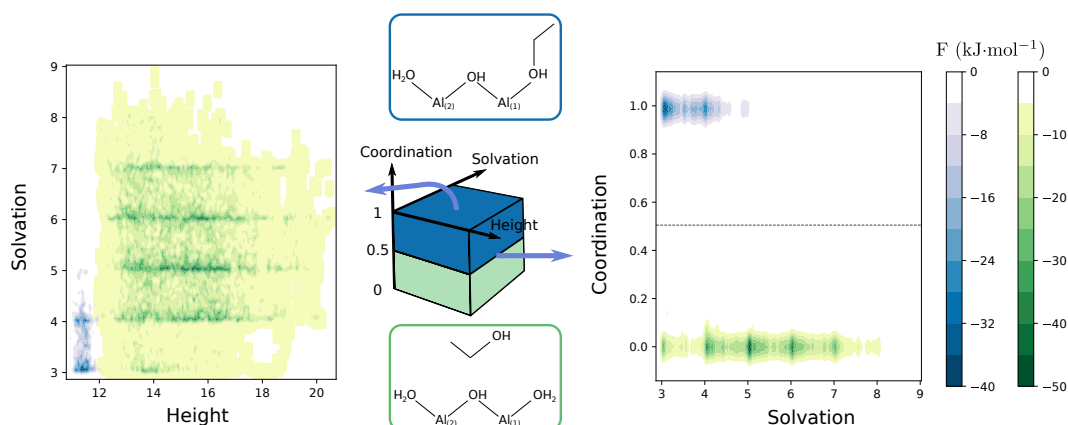 9
8
7
6
5
4
3
Solvation
12
14
16
18
20
Height
H₂O
OH
OH
Al₍₂₎
Al₍₁₎
Coordination
Solvation
Height
1
0.5
0
OH
H₂O
OH
OH₂
Al₍₂₎
Al₍₁₎
1.0
0.8
0.6
0.4
0.2
0.0
Coordination
3
4
5
6
7
8
9
Solvation
F (kJ·mol⁻¹)
0
−8
−16
−24
−32
−40
0
−10
−20
−30
−40
−50